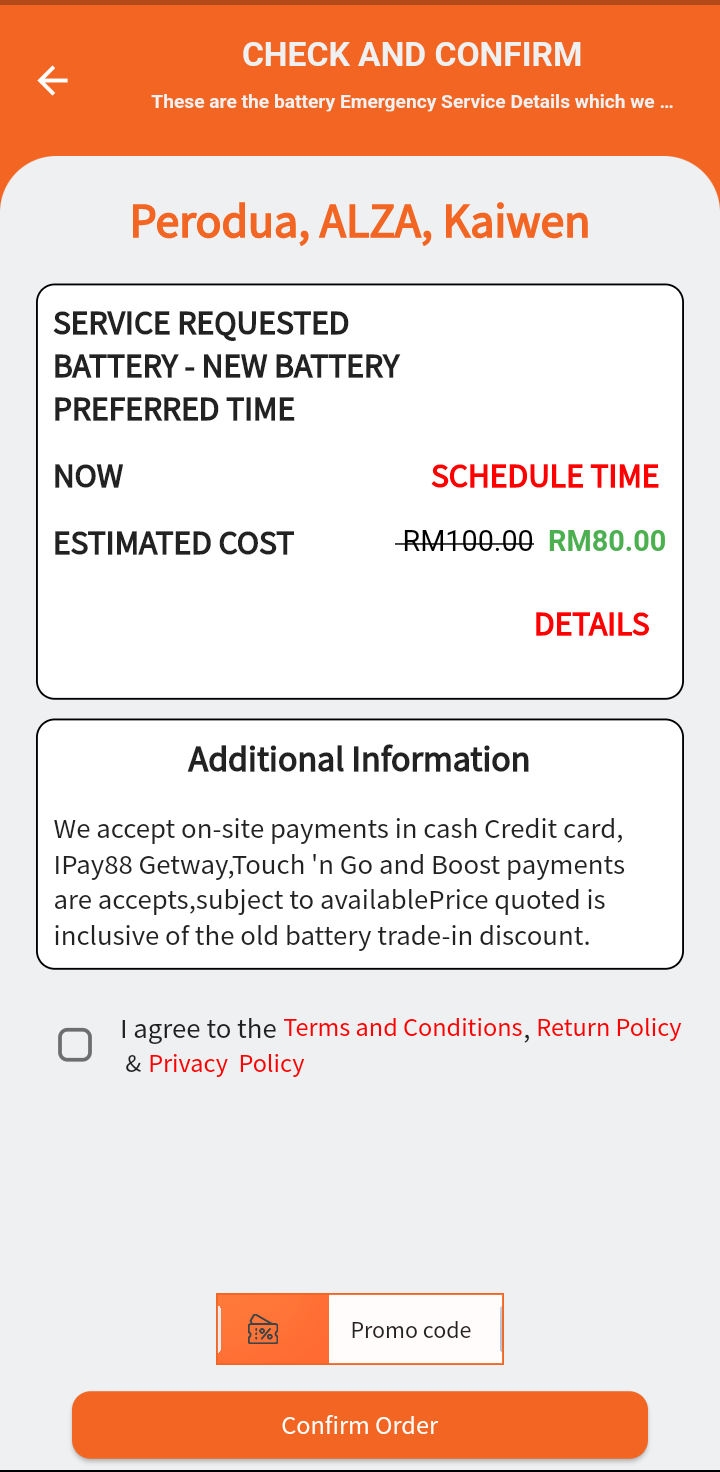 CHECK AND CONFIRM
These are the battery Emergency Service Details which we ...
Perodua, ALZA, Kaiwen
SERVICE REQUESTED
BATTERY - NEW BATTERY
PREFERRED TIME
NOW SCHEDULE TIME
ESTIMATED COST RM100.00 RM80.00
DETAILS
Additional Information
We accept on-site payments in cash Credit card,
IPay88 Getway,Touch 'n Go and Boost payments
are accepts,subject to availablePrice quoted is
inclusive of the old battery trade-in discount.
I agree to the Terms and Conditions, Return Policy
& Privacy Policy
% Promo code
Confirm Order